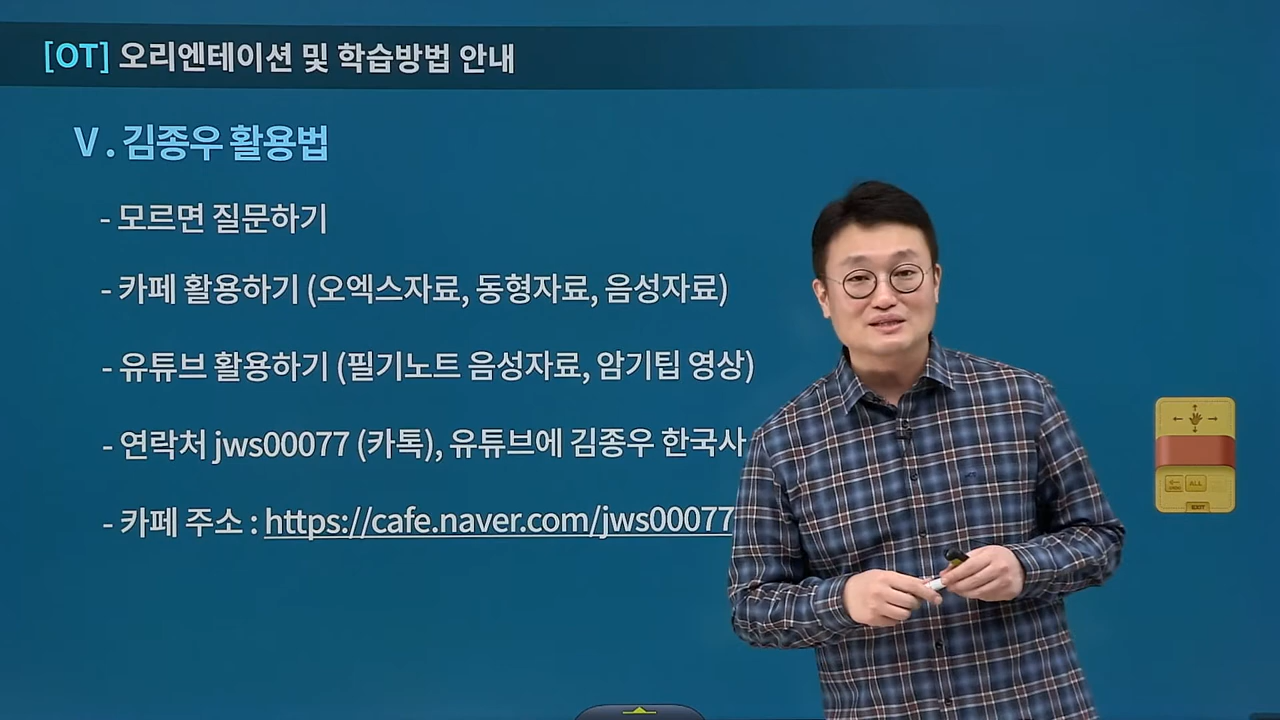 [OT] 오리엔테이션 및 학습방법 안내
Ⅴ. 김종우 활용법
- 모르면 질문하기
- 카페 활용하기 (오엑스자료, 동형자료, 음성자료)
- 유튜브 활용하기 (필기노트 음성자료, 암기팁 영상)
- 연락처 jws00077 (카톡), 유튜브에 김종우 한국사
- 카페 주소 : https://cafe.naver.com/jws00077
ALL
EXIT